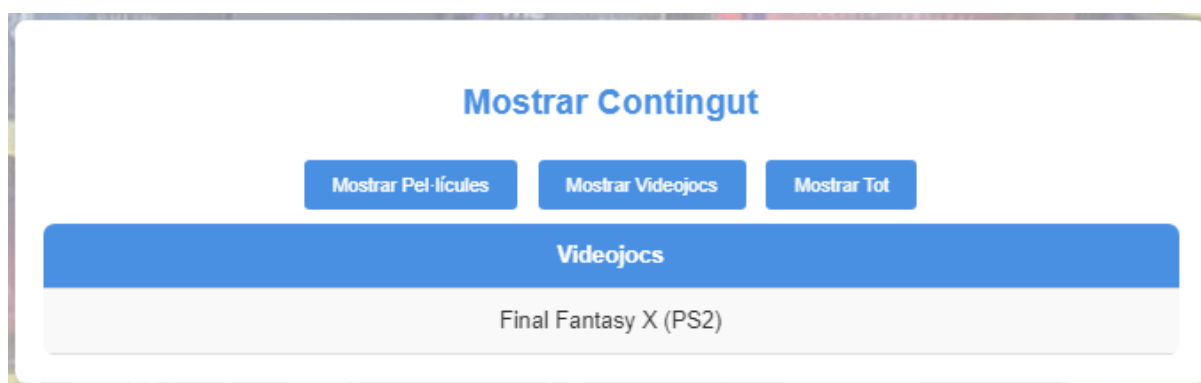 Mostrar Contingut
Mostrar Pel·lícules Mostrar Videojocs Mostrar Tot
Videojocs
Final Fantasy X (PS2)